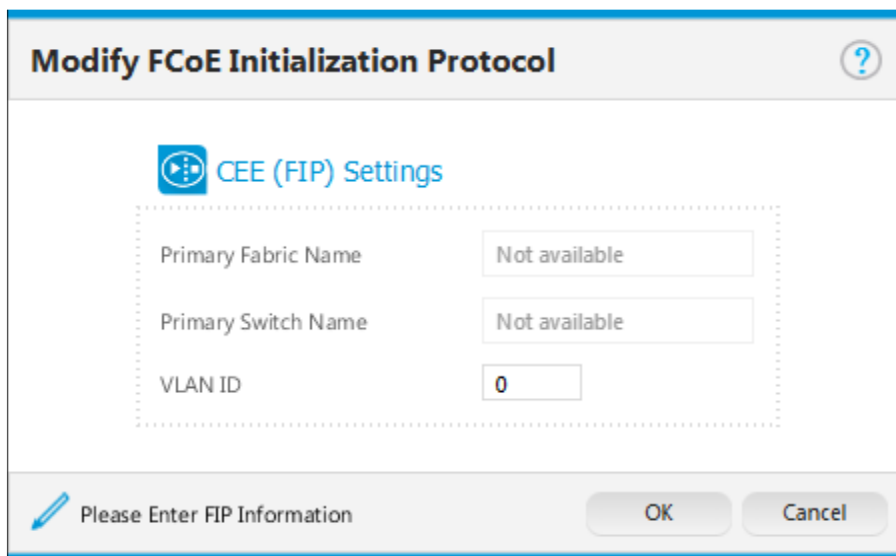 Modify FCoE Initialization Protocol
?
CEE (FIP) Settings
Primary Fabric Name
Not available
Primary Switch Name
Not available
VLAN ID
0
Please Enter FIP Information
OK
Cancel